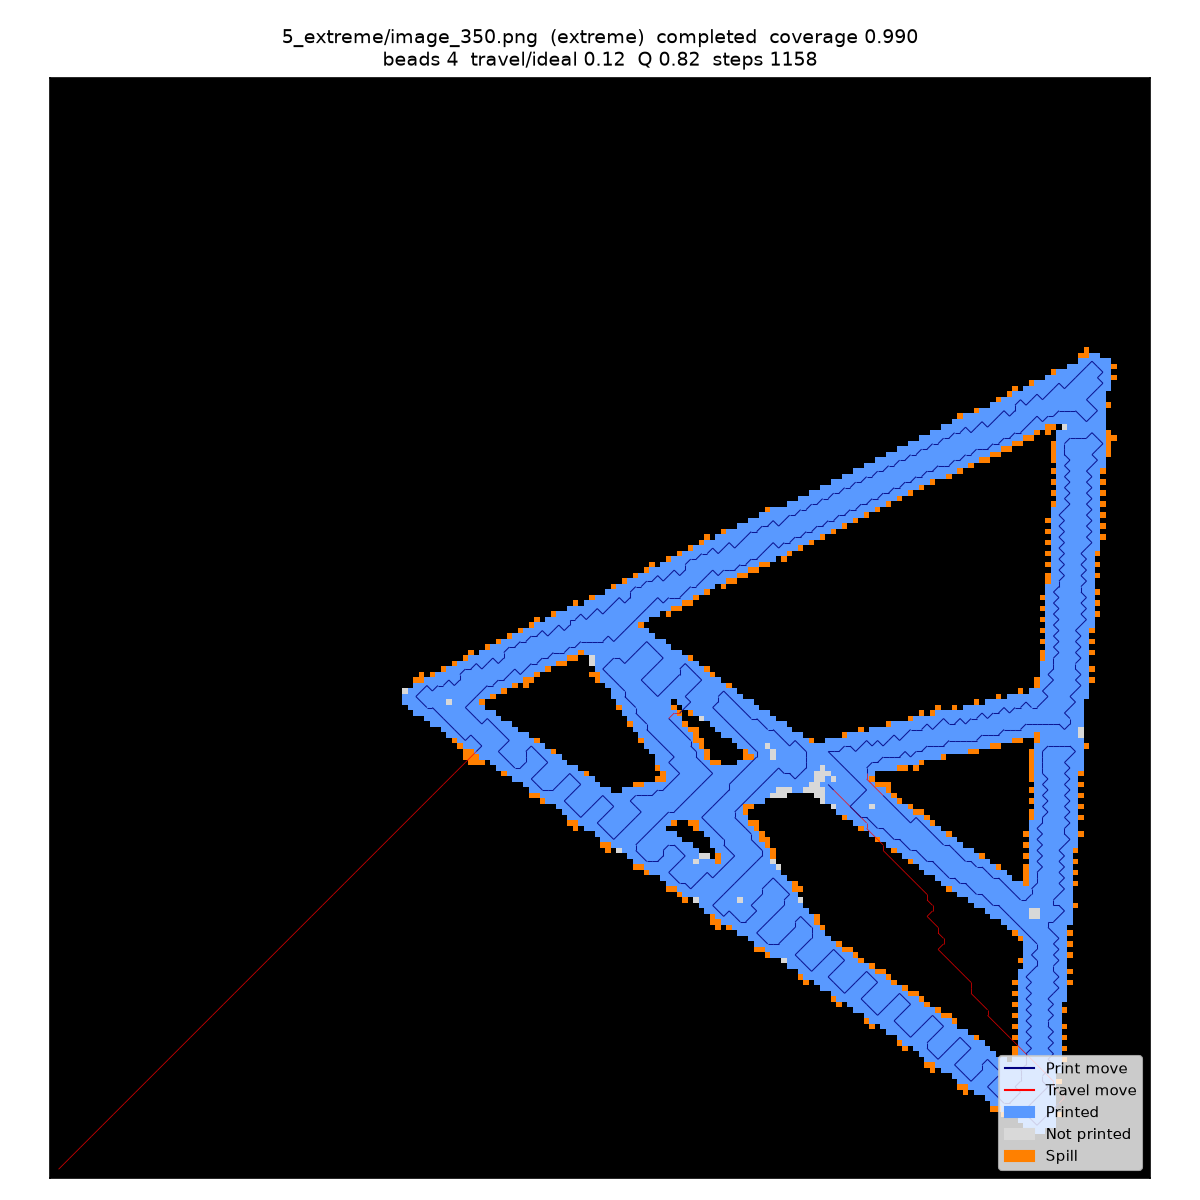 5_extreme/image_350.png  (extreme)  completed  coverage 0.990
beads 4  travel/ideal 0.12  Q 0.82  steps 1158
Print move
Travel move
Printed
Not printed
Spill